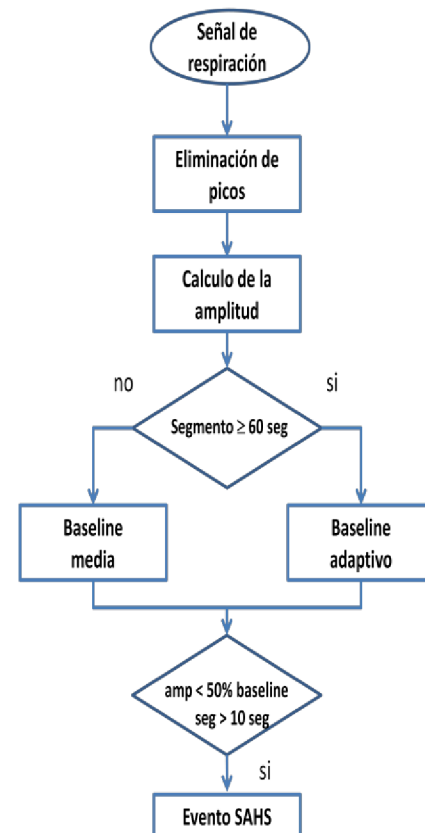 Señal de
respiración
Eliminación de
picos
Calculo de la
amplitud
no
si
Segmento ≥ 60 seg
Baseline
media
Baseline
adaptivo
amp < 50% baseline
seg > 10 seg
si
Evento SAHS